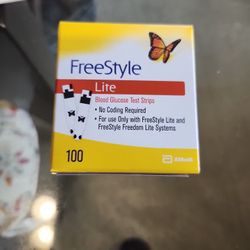 FreeStyle
Lite
Blood Glucose Test Strips
• No Coding Required
• For use Only with FreeStyle Lite and
FreeStyle Freedom Lite Systems
100
Abbott